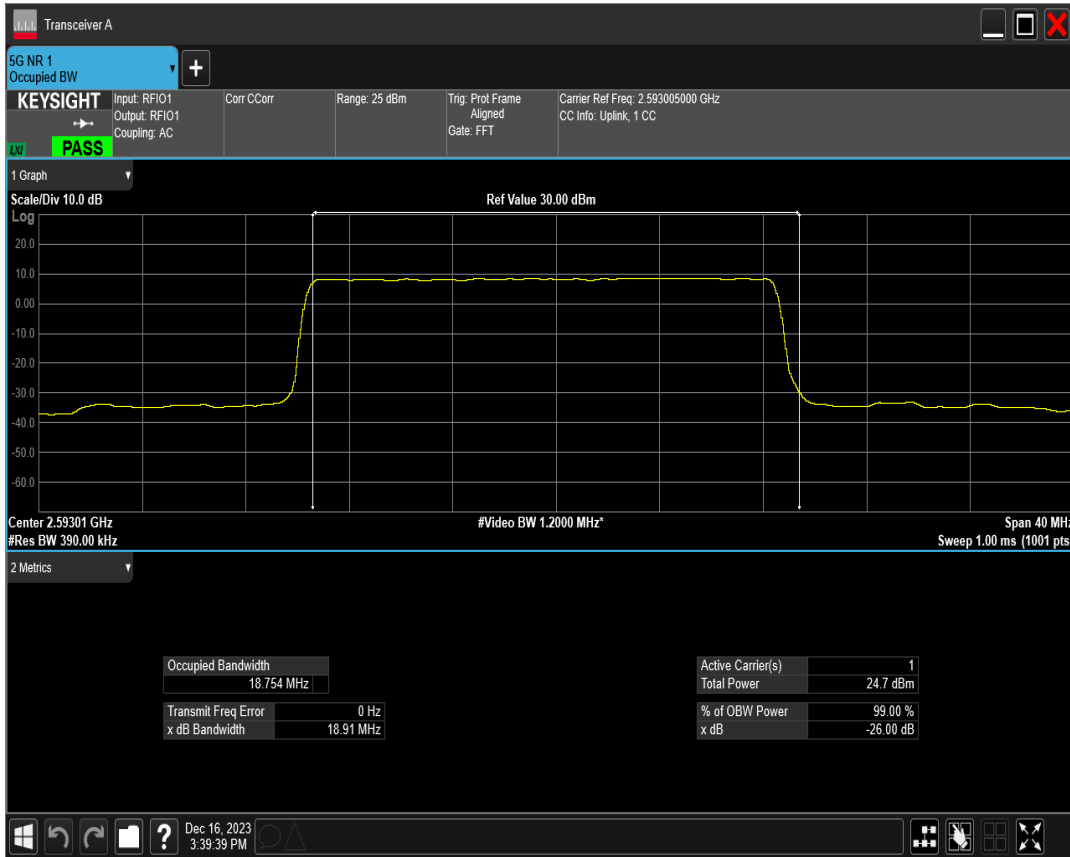 Transceiver A
5G NR 1
Occupied BW
KEYSIGHT
LXI
PASS
Input: RFIO1
Output: RFIO1
Coupling: AC
Corr CCorr
Range: 25 dBm
Trig: Prot Frame
Aligned
Gate: FFT
Carrier Ref Freq: 2.593005000 GHz
CC Info: Uplink, 1 CC
1 Graph
Scale/Div 10.0 dB
Ref Value 30.00 dBm
Log
20.0
10.0
0.00
-10.0
-20.0
-30.0
-40.0
-50.0
-60.0
Center 2.59301 GHz
#Video BW 1.2000 MHz*
Span 40 MHz
#Res BW 390.00 kHz
Sweep 1.00 ms (1001 pts
2 Metrics
Occupied Bandwidth
18.754 MHz
Transmit Freq Error 0 Hz
x dB Bandwidth 18.91 MHz
Active Carrier(s) 1
Total Power 24.7 dBm
% of OBW Power 99.00 %
x dB -26.00 dB
?
Dec 16, 2023
3:39:39 PM